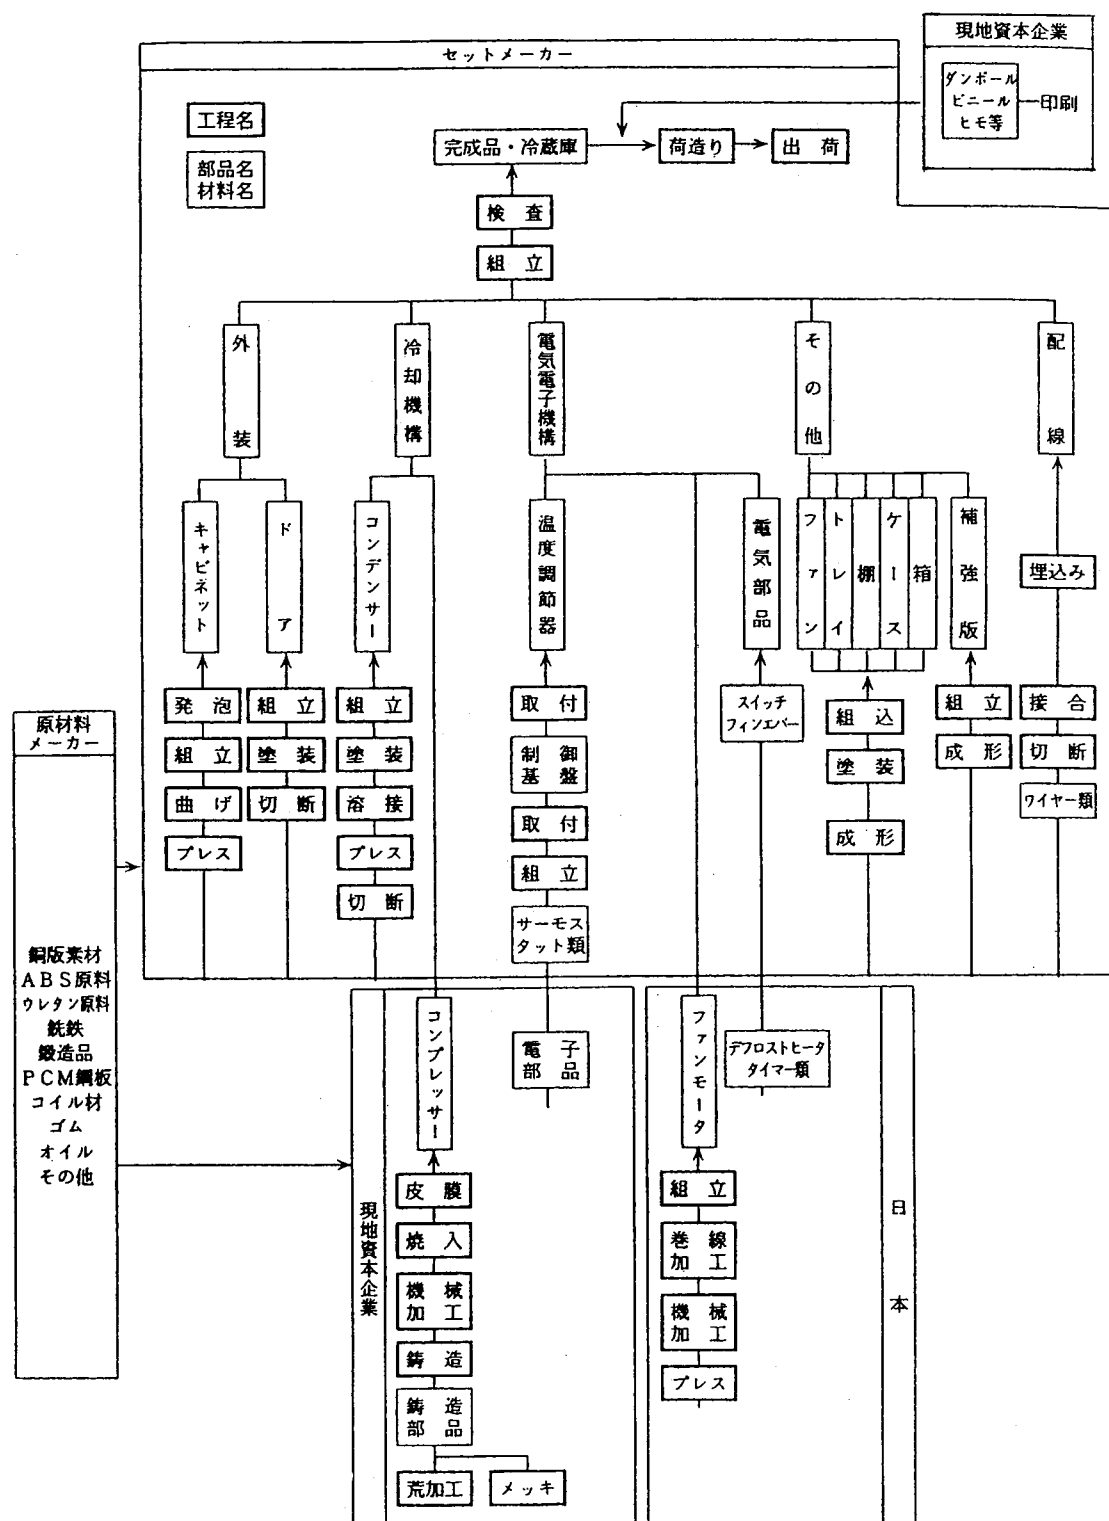 現地資本企業
ダンボール
ビニール
ヒモ等
印刷
セットメーカー
工程名
部品名
材料名
完成品・冷蔵庫
荷造り
出荷
検査
組立
外装
冷却機構
電気電子機構
その他
配線
キャビネット
ドア
コンデンサー
温度調節器
電気部品
ファン
トレイ
棚
ケース
箱
補強版
埋込み
発泡
組立
曲げ
プレス
組立
塗装
切断
組立
塗装
溶接
プレス
切断
取付
制御
基盤
取付
組立
サーモス
タット類
スイッチ
フィンエバー
組込
塗装
成形
組立
成形
接合
切断
ワイヤー類
原材料
メーカー
銅版素材
ABS原料
ウレタン原料
銑鉄
鍛造品
PCM鋼板
コイル材
ゴム
オイル
その他
現地資本企業
コンプレッサー
皮膜
焼入
機械
加工
鋳造
鋳造
部品
荒加工
メッキ
電子
部品
ファンモータ
組立
巻線
加工
機械
加工
プレス
デフロストヒータ
タイマー類
日本